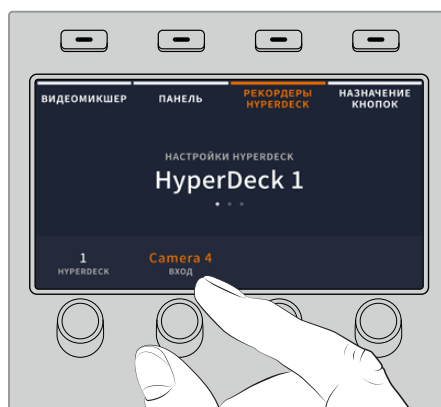 ВИДЕОМИКШЕР
ПАНЕЛЬ
РЕКОРДЕРЫ
HYPERDECK
НАЗНАЧЕНИЕ
КНОПОК
НАСТРОЙКИ HYPERDECK
HyperDeck 1
1
HYPERDECK
Camera 4
ВХОД